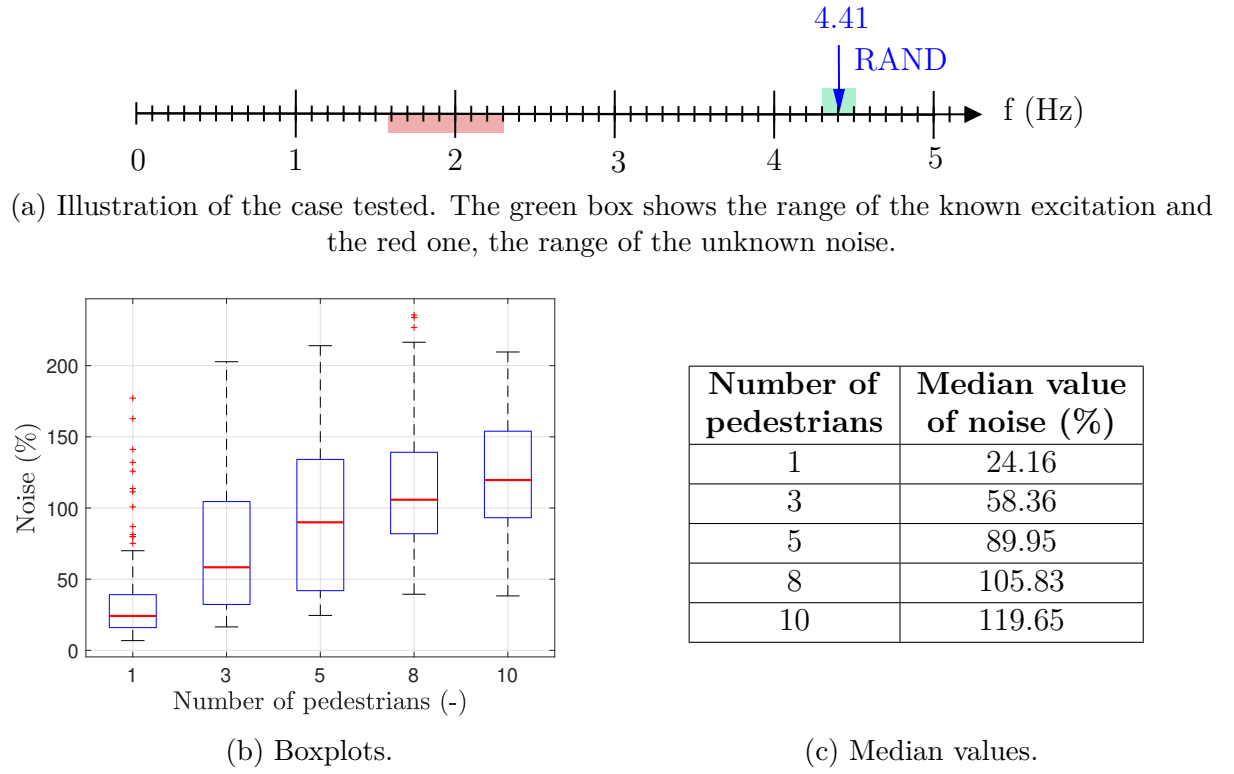 4.41
RAND
f (Hz)
0 1 2 3 4 5
(a) Illustration of the case tested. The green box shows the range of the known excitation and
the red one, the range of the unknown noise.
Noise (%)
200
150
100
50
0
1 3 5 8 10
Number of pedestrians (-)
(b) Boxplots.
Number of pedestrians Median value of noise (%)
1 24.16
3 58.36
5 89.95
8 105.83
10 119.65
(c) Median values.